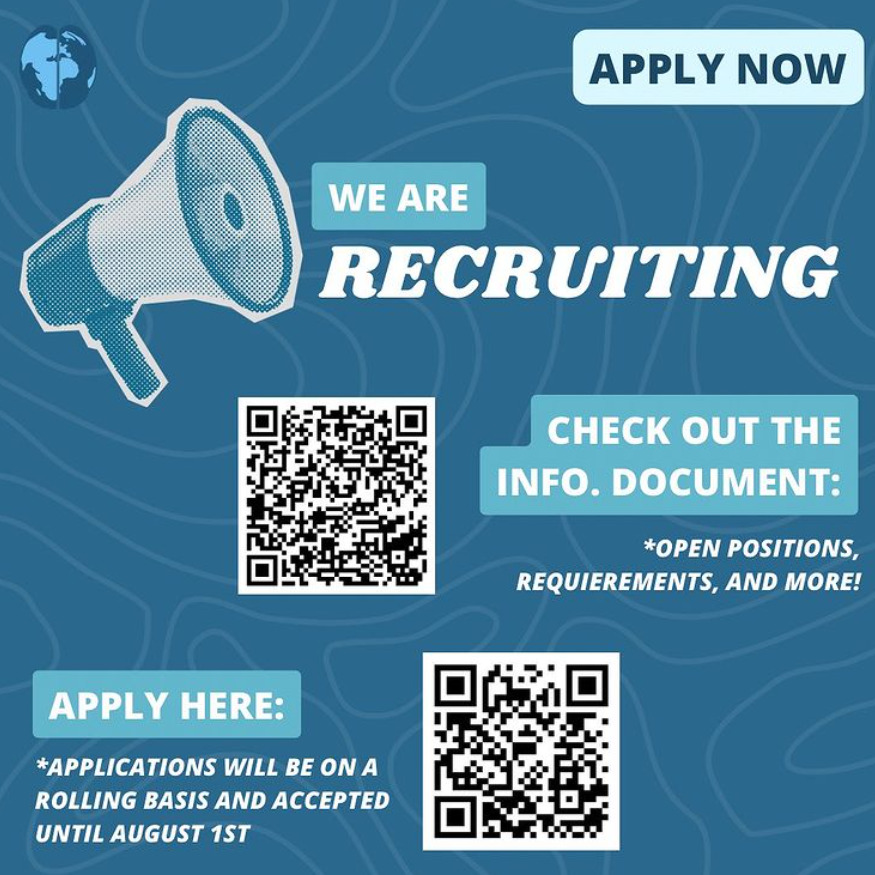 APPLY NOW
WE ARE
RECRUITING
CHECK OUT THE
INFO. DOCUMENT:
*OPEN POSITIONS,
REQUIEREMENTS, AND MORE!
APPLY HERE:
*APPLICATIONS WILL BE ON A
ROLLING BASIS AND ACCEPTED
UNTIL AUGUST 1ST